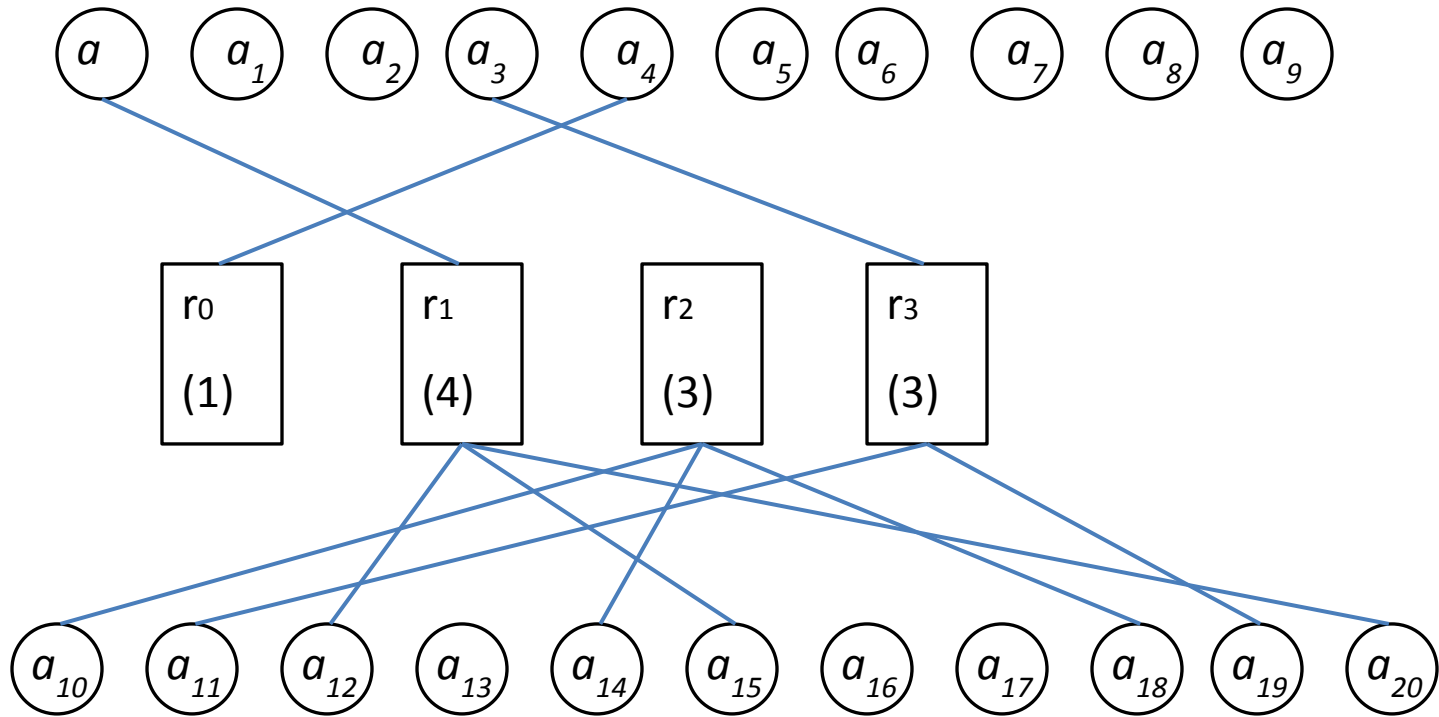 a a₁ a₂ a₃ a₄ a₅ a₆ a₇ a₈ a₉
r₀ r₁ r₂ r₃
(1) (4) (3) (3)
a₁₀ a₁₁ a₁₂ a₁₃ a₁₄ a₁₅ a₁₆ a₁₇ a₁₈ a₁₉ a₂₀